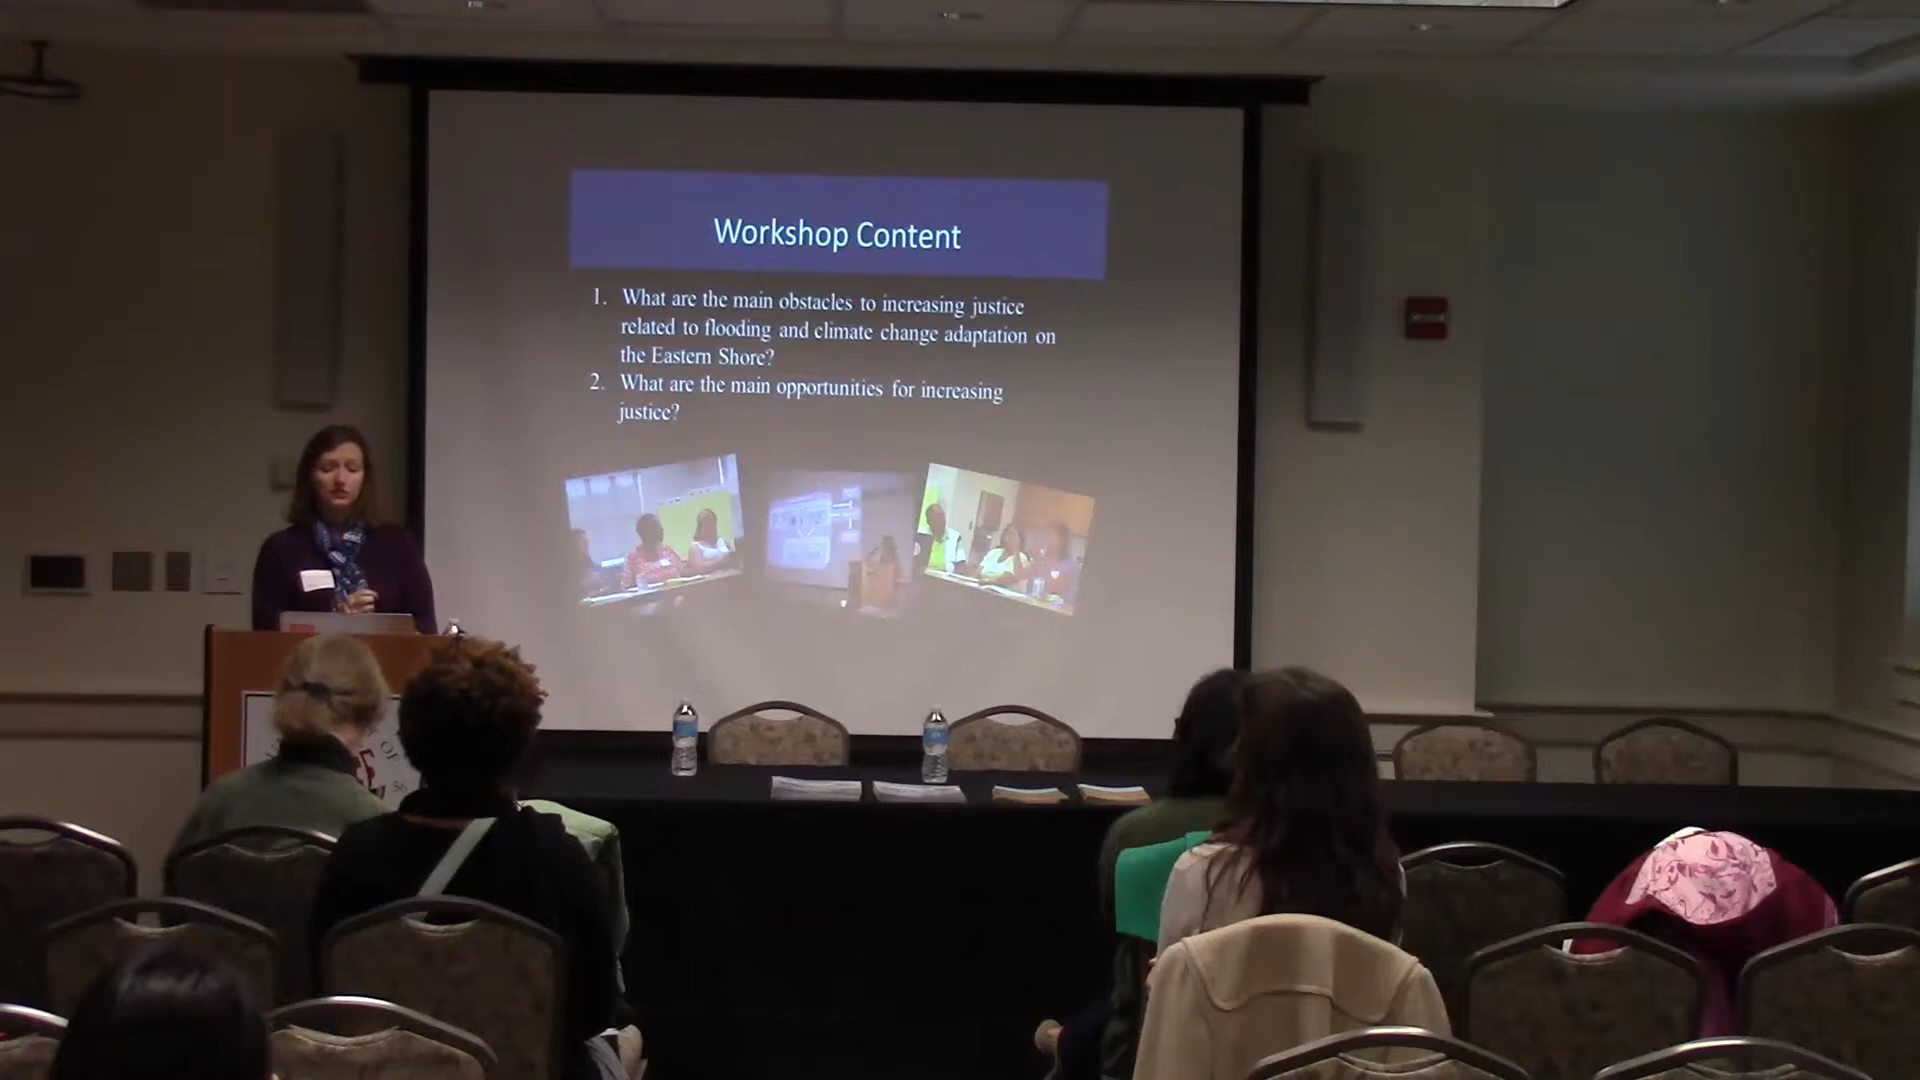 Workshop Content
1. What are the main obstacles to increasing justice
related to flooding and climate change adaptation on
the Eastern Shore?
2. What are the main opportunities for increasing
justice?
OF